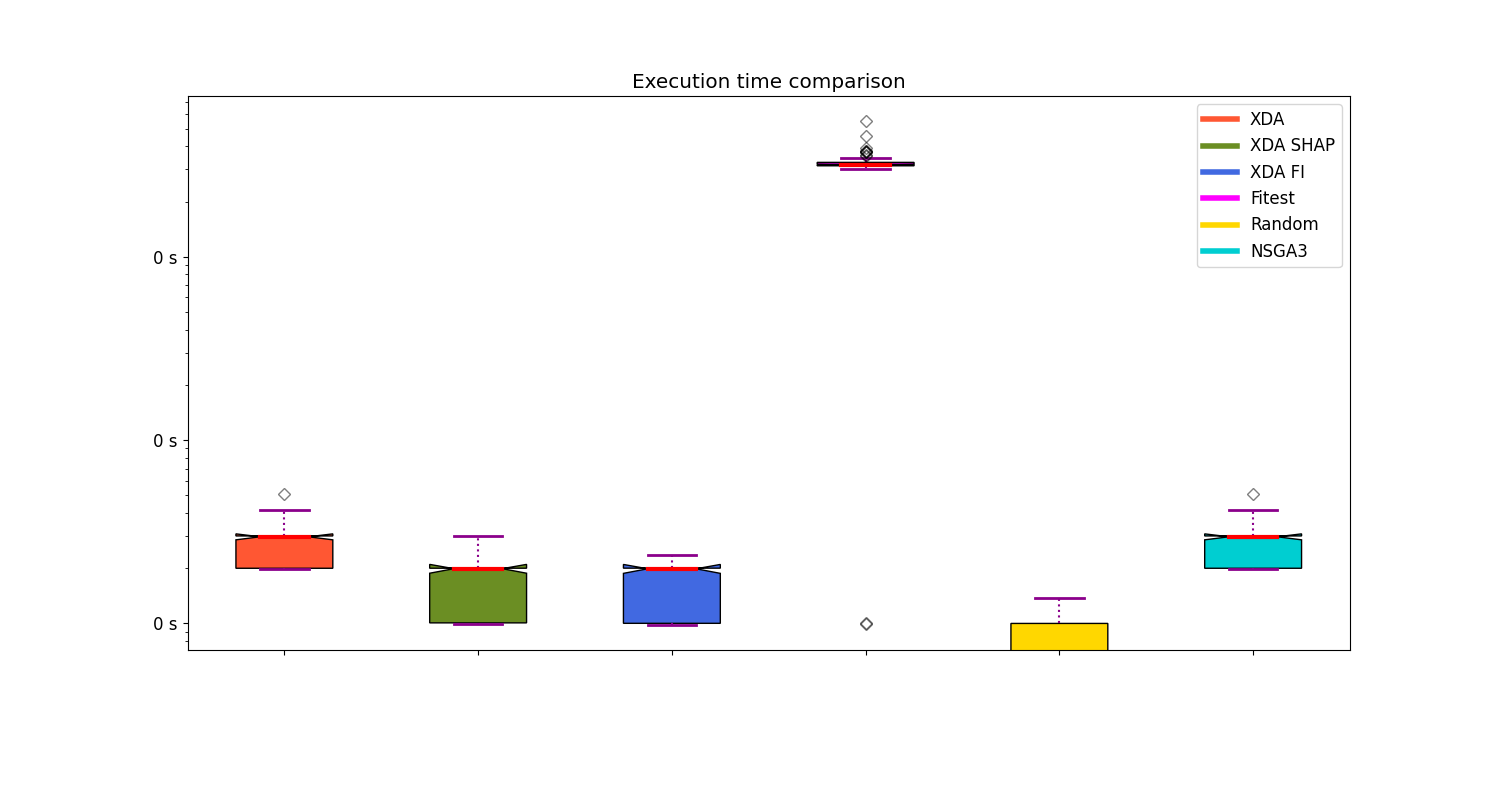 Execution time comparison
XDA
XDA SHAP
XDA FI
Fitest
Random
NSGA3
0 s
0 s
0 s